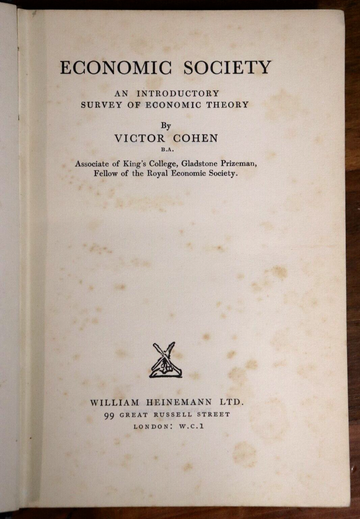 ECONOMIC SOCIETY
AN INTRODUCTORY
SURVEY OF ECONOMIC THEORY
By
VICTOR COHEN
B.A.
Associate of King's College, Gladstone Prizeman,
Fellow of the Royal Economic Society.
WILLIAM HEINEMANN LTD.
99 GREAT RUSSELL STREET
LONDON: W.C.1